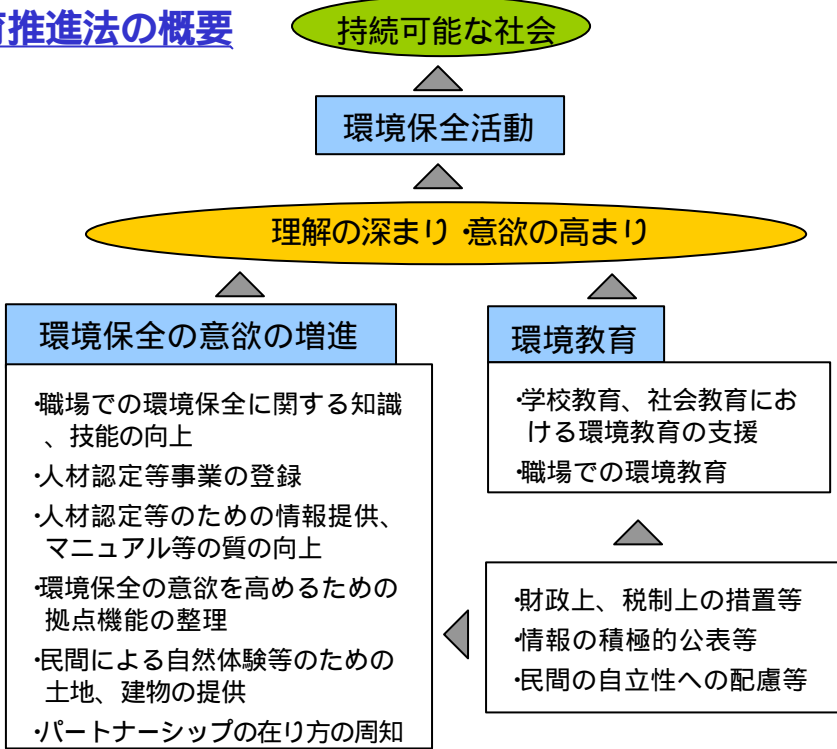 育推進法の概要
持続可能な社会
環境保全活動
理解の深まり・意欲の高まり
環境保全の意欲の増進
・職場での環境保全に関する知識
、技能の向上
・人材認定等事業の登録
・人材認定等のための情報提供、
マニュアル等の質の向上
・環境保全の意欲を高めるための
拠点機能の整理
・民間による自然体験等のための
土地、建物の提供
・パートナーシップの在り方の周知
環境教育
・学校教育、社会教育にお
ける環境教育の支援
・職場での環境教育
・財政上、税制上の措置等
・情報の積極的公表等
・民間の自立性への配慮等